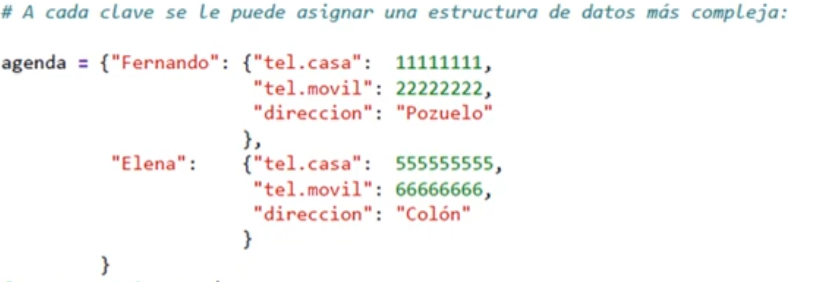 # A cada clave se le puede asignar una estructura de datos más compleja:
agenda = {"Fernando": {"tel.casa": 11111111,
"tel.movil": 22222222,
"direccion": "Pozuelo"
},
"Elena": {"tel.casa": 555555555,
"tel.movil": 66666666,
"direccion": "Colón"
}
}